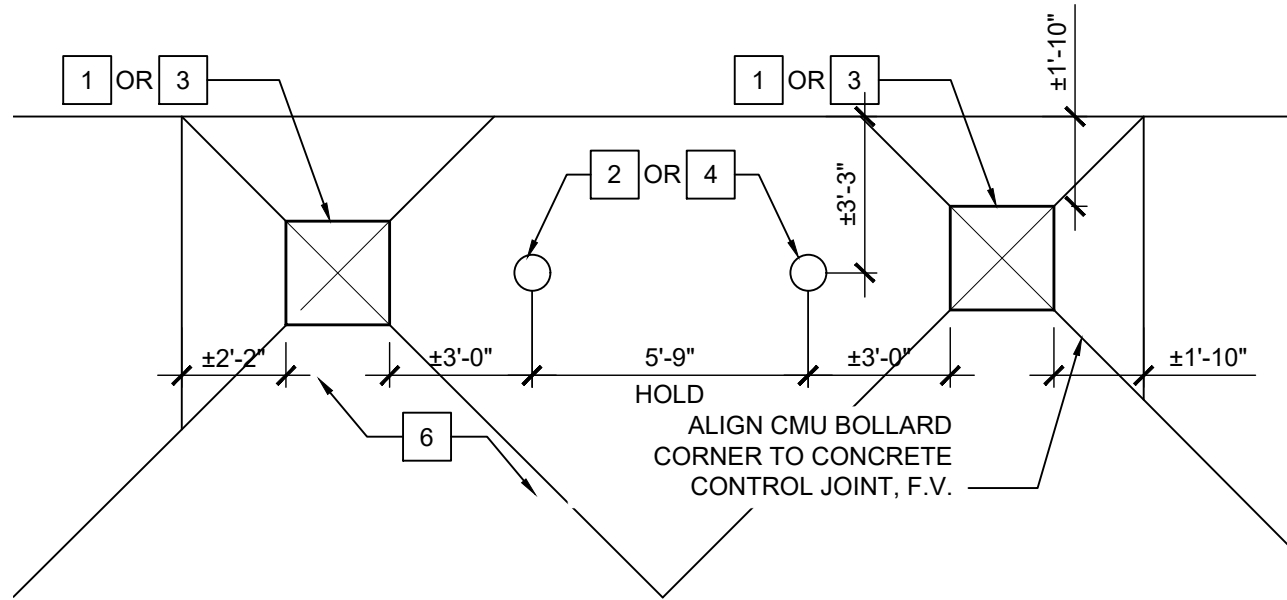 1 OR 3
1 OR 3
±1'-10"
2 OR 4
±3'-3"
±2'-2"
±3'-0"
5'-9"
±3'-0"
±1'-10"
HOLD
ALIGN CMU BOLLARD
CORNER TO CONCRETE
CONTROL JOINT, F.V.
6